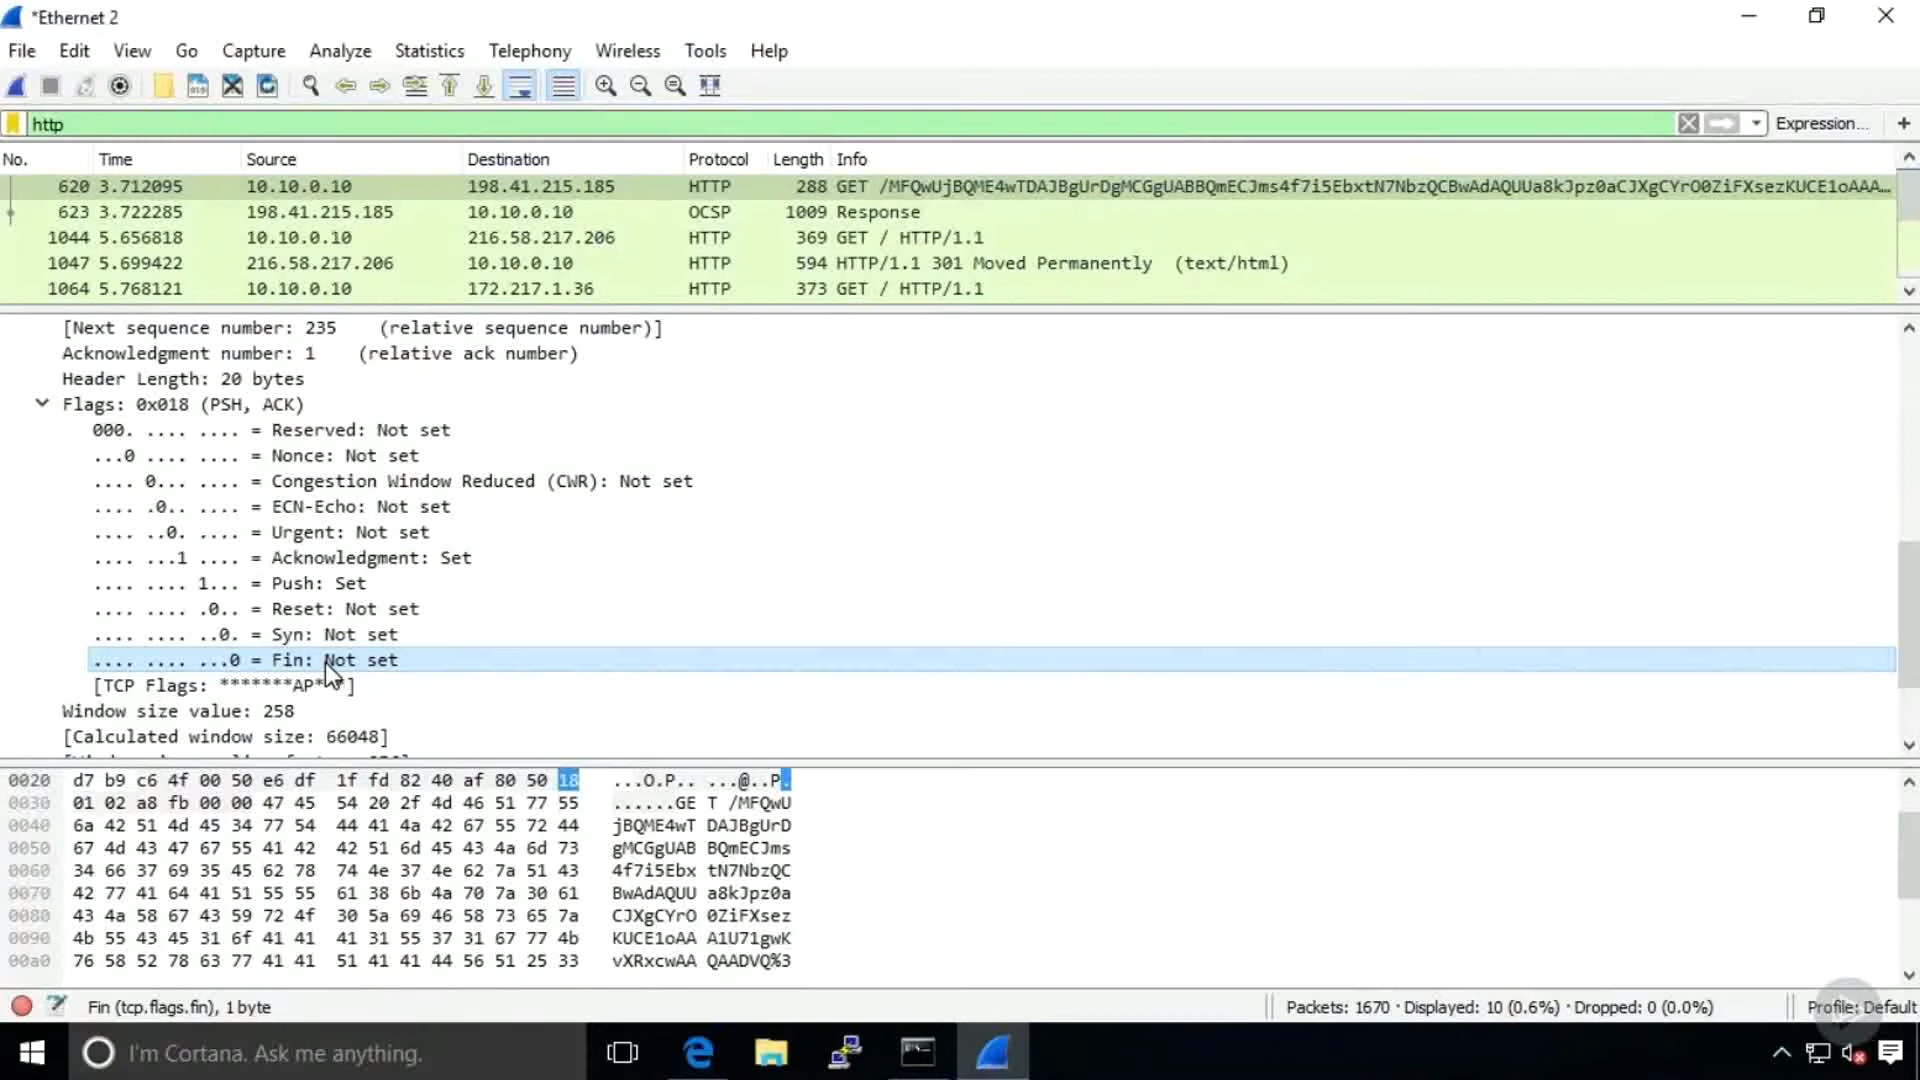 *Ethernet 2
File Edit View Go Capture Analyze Statistics Telephony Wireless Tools Help
http Expression... +
No. Time Source Destination Protocol Length Info
620 3.712095 10.10.0.10 198.41.215.185 HTTP 288 GET /MFQwUjBQME4wTDAJBgUrDgMCGgUABBQmECJms4f7i5EbxtN7NbzQCBwAdAQUUa8kJpz0aCJXgCYrO0ZiFXsezKUCE1oAAA…
623 3.722285 198.41.215.185 10.10.0.10 OCSP 1009 Response
1044 5.656818 10.10.0.10 216.58.217.206 HTTP 369 GET / HTTP/1.1
1047 5.699422 216.58.217.206 10.10.0.10 HTTP 594 HTTP/1.1 301 Moved Permanently (text/html)
1064 5.768121 10.10.0.10 172.217.1.36 HTTP 373 GET / HTTP/1.1
[Next sequence number: 235 (relative sequence number)]
Acknowledgment number: 1 (relative ack number)
Header Length: 20 bytes
Flags: 0x018 (PSH, ACK)
000. .... .... = Reserved: Not set
...0 .... .... = Nonce: Not set
.... 0... .... = Congestion Window Reduced (CWR): Not set
.... .0.. .... = ECN-Echo: Not set
.... ..0. .... = Urgent: Not set
.... ...1 .... = Acknowledgment: Set
.... .... 1... = Push: Set
.... .... .0.. = Reset: Not set
.... .... ..0. = Syn: Not set
.... .... ...0 = Fin: Not set
[TCP Flags: *******AP***]
Window size value: 258
[Calculated window size: 66048]
0020 d7 b9 c6 4f 00 50 e6 df 1f fd 82 40 af 80 50 18 ...O.P.. ...@..P.
0030 01 02 a8 fb 00 00 47 45 54 20 2f 4d 46 51 77 55 ......GE T /MFQwU
0040 6a 42 51 4d 45 34 77 54 44 41 4a 42 67 55 72 44 jBQME4wT DAJBgUrD
0050 67 4d 43 47 67 55 41 42 42 51 6d 45 43 4a 6d 73 gMCGgUAB BQmECJms
0060 34 66 37 69 35 45 62 78 74 4e 37 4e 62 7a 51 43 4f7i5Ebx tN7NbzQC
0070 42 77 41 64 41 51 55 55 61 38 6b 4a 70 7a 30 61 BwAdAQUU a8kJpz0a
0080 43 4a 58 67 43 59 72 4f 30 5a 69 46 58 73 65 7a CJXgCYrO 0ZiFXsez
0090 4b 55 43 45 31 6f 41 41 41 31 55 37 31 67 77 4b KUCE1oAA A1U71gwK
00a0 76 58 52 78 63 77 41 41 51 41 41 44 56 51 25 33 vXRxcwAA QAADVQ%3
Fin (tcp.flags.fin), 1 byte Packets: 1670 · Displayed: 10 (0.6%) · Dropped: 0 (0.0%) Profile: Default
I'm Cortana. Ask me anything.